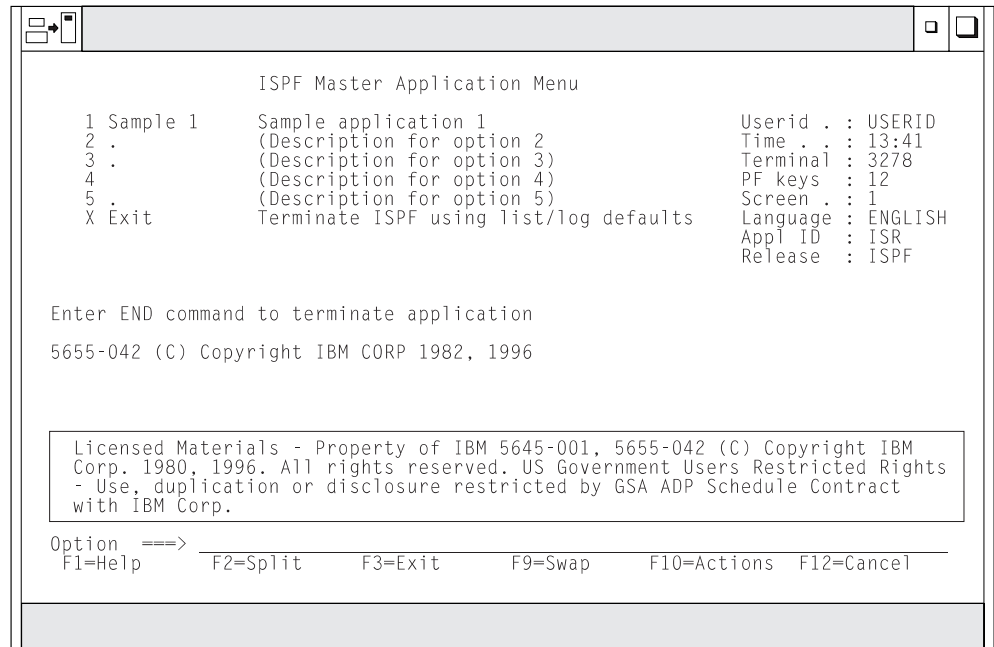 ISPF Master Application Menu
1 Sample 1 Sample application 1 Userid . : USERID
2 . (Description for option 2 Time . . : 13:41
3 . (Description for option 3) Terminal : 3278
4 (Description for option 4) PF keys : 12
5 . (Description for option 5) Screen . : 1
X Exit Terminate ISPF using list/log defaults Language : ENGLISH
Appl ID : ISR
Release : ISPF
Enter END command to terminate application
5655-042 (C) Copyright IBM CORP 1982, 1996
Licensed Materials - Property of IBM 5645-001, 5655-042 (C) Copyright IBM
Corp. 1980, 1996. All rights reserved. US Government Users Restricted Rights
- Use, duplication or disclosure restricted by GSA ADP Schedule Contract
with IBM Corp.
Option ===>
F1=Help F2=Split F3=Exit F9=Swap F10=Actions F12=Cancel